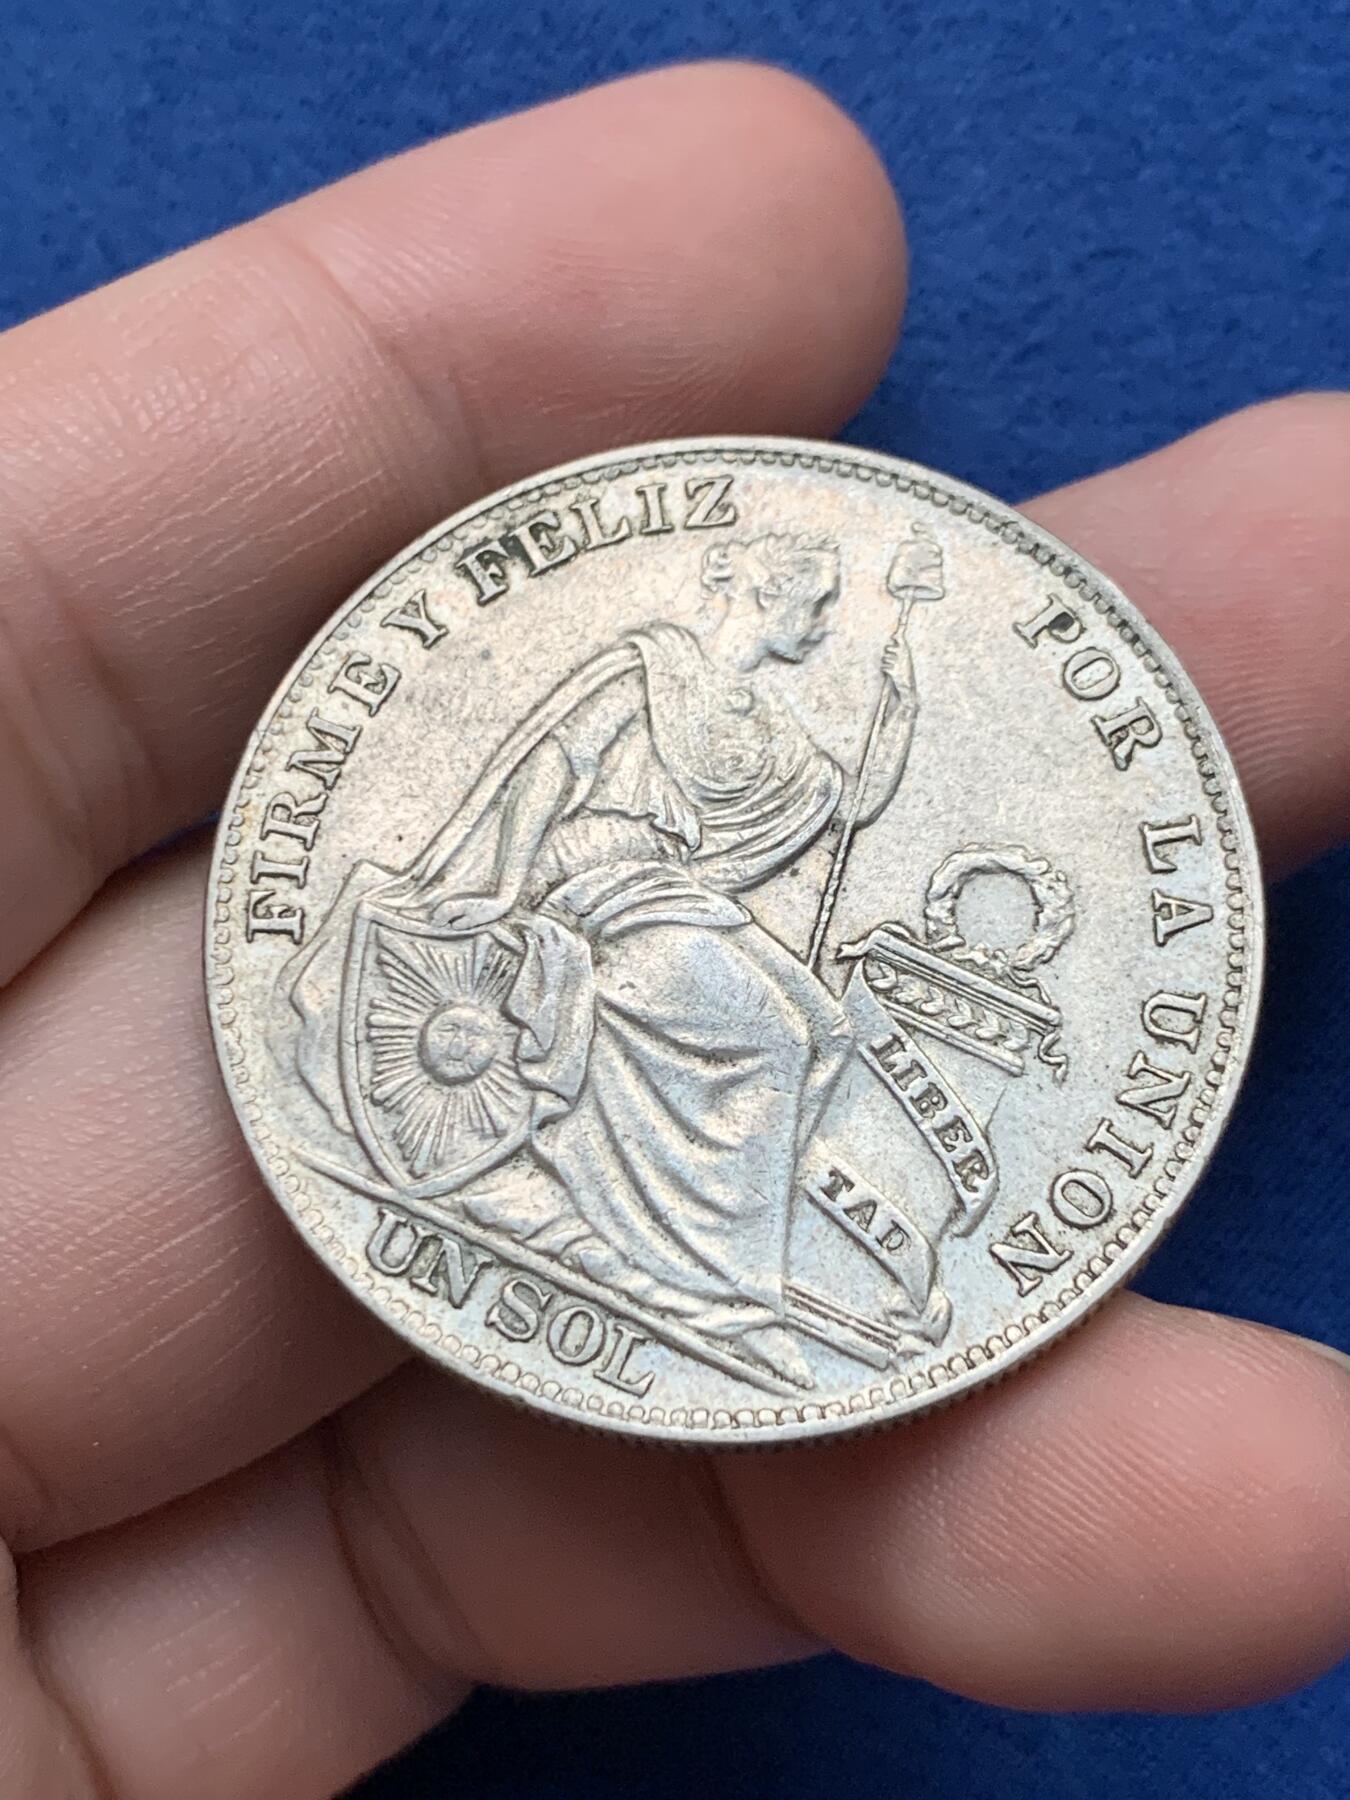 FIRME Y FELIZ POR LA UNION
LIBER
TAD
UN SOL